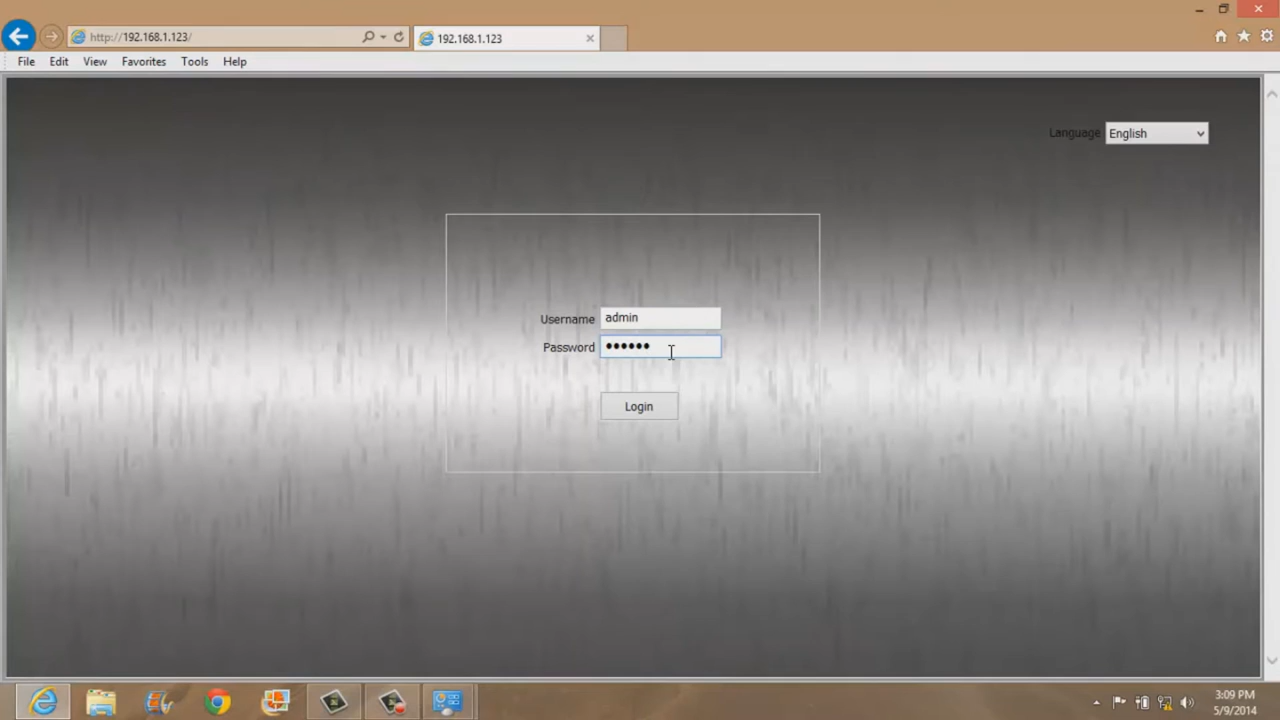 http://192.168.1.123/
192.168.1.123
File Edit View Favorites Tools Help
Language English
Username admin
Password ••••••
Login
3:09 PM
5/9/2014